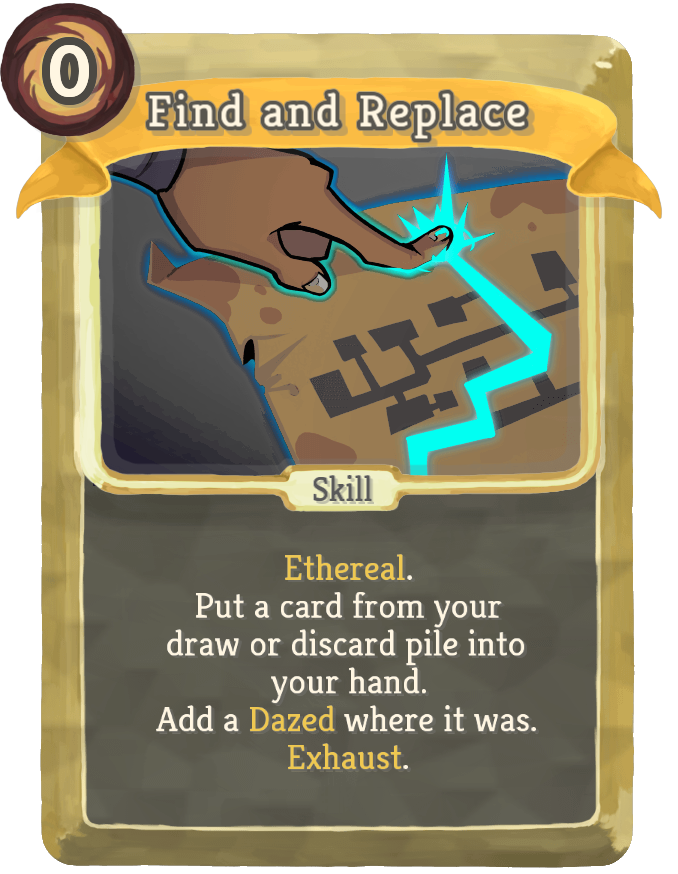 0
Find and Replace
Skill
Ethereal.
Put a card from your
draw or discard pile into
your hand.
Add a Dazed where it was.
Exhaust.